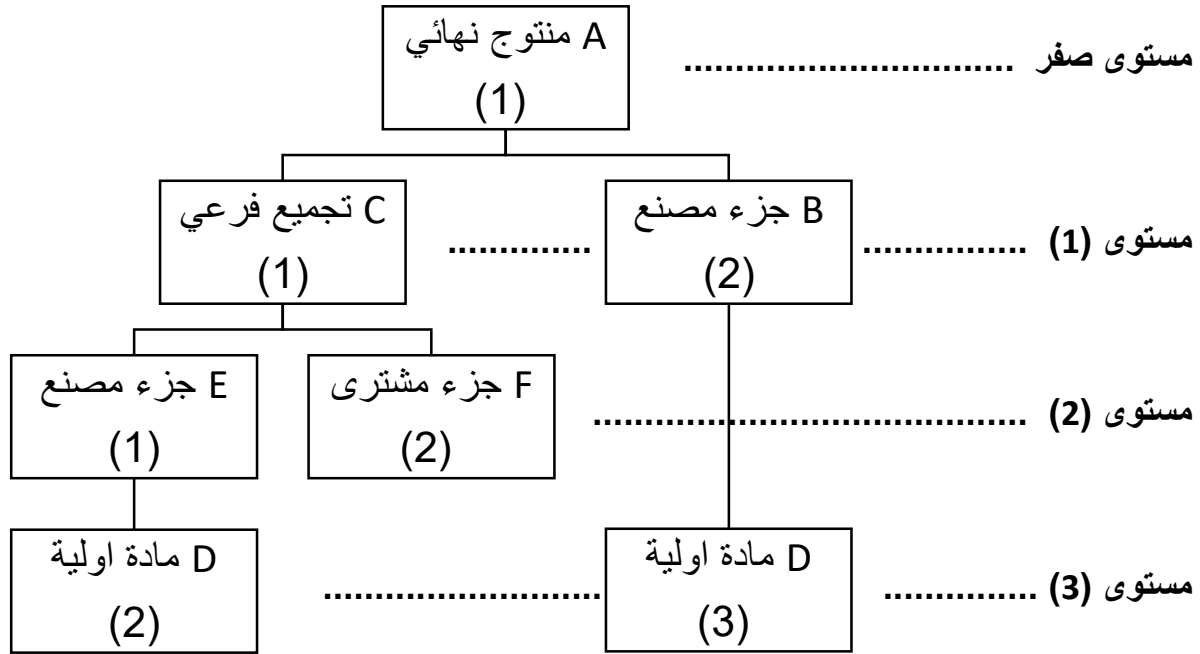 مستوى صفر ................................
A منتوج نهائي
(1)
مستوى (1) ................
B جزء مصنع
(2)
..............
C تجميع فرعي
(1)
مستوى (2) ..........................................
F جزء مشترى
(2)
E جزء مصنع
(1)
مستوى (3) ...............
D مادة اولية
(3)
...........................
D مادة اولية
(2)